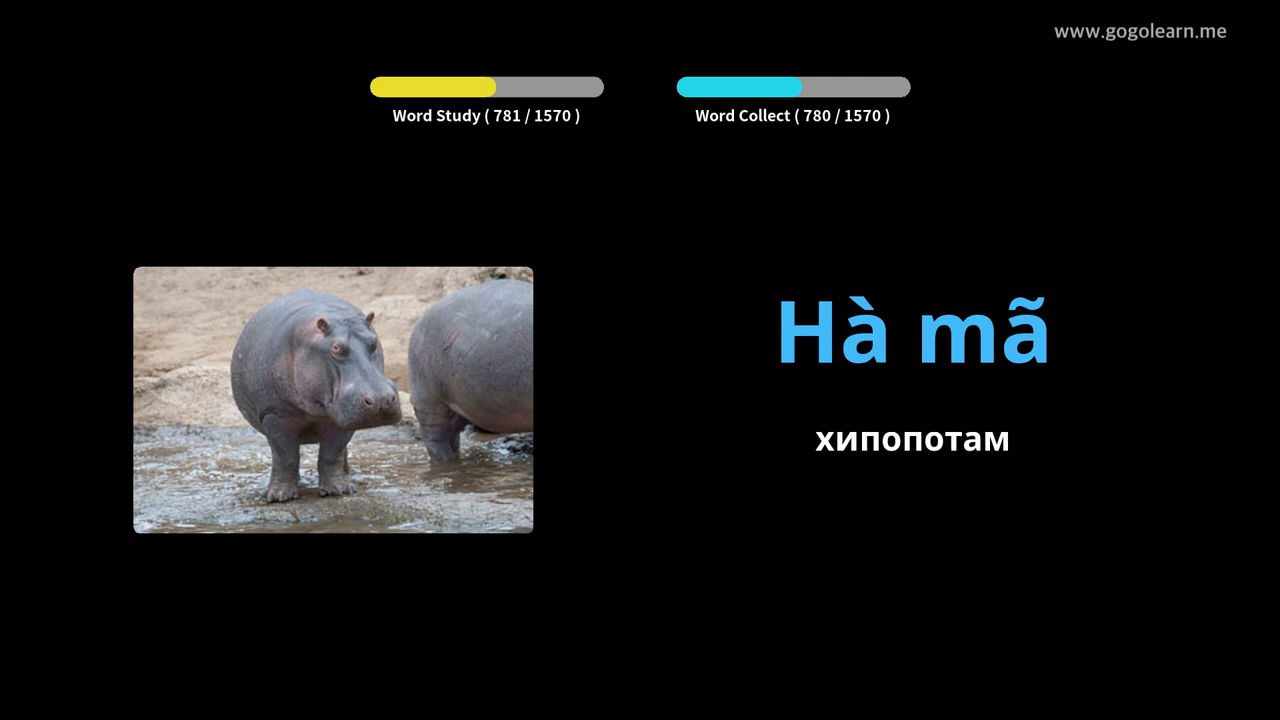 www.gogolearn.me
Word Study ( 781 / 1570 )
Word Collect ( 780 / 1570 )
Hà mã
хипопотам